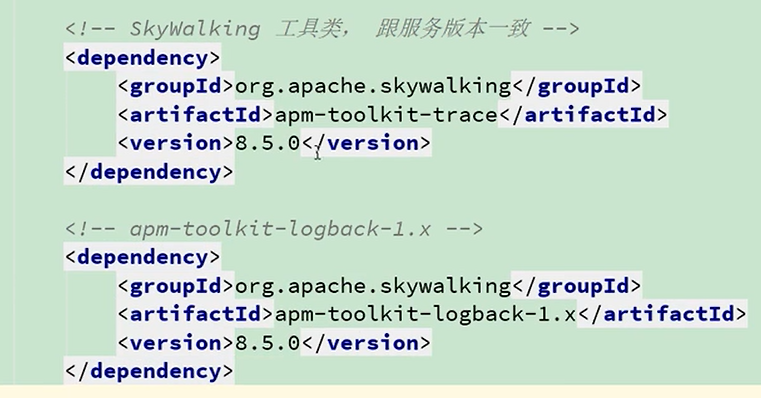 <!-- SkyWalking 工具类， 跟服务版本一致 -->
<dependency>
<groupId>org.apache.skywalking</groupId>
<artifactId>apm-toolkit-trace</artifactId>
<version>8.5.0</version>
</dependency>
<!-- apm-toolkit-logback-1.x -->
<dependency>
<groupId>org.apache.skywalking</groupId>
<artifactId>apm-toolkit-logback-1.x</artifactId>
<version>8.5.0</version>
</dependency>